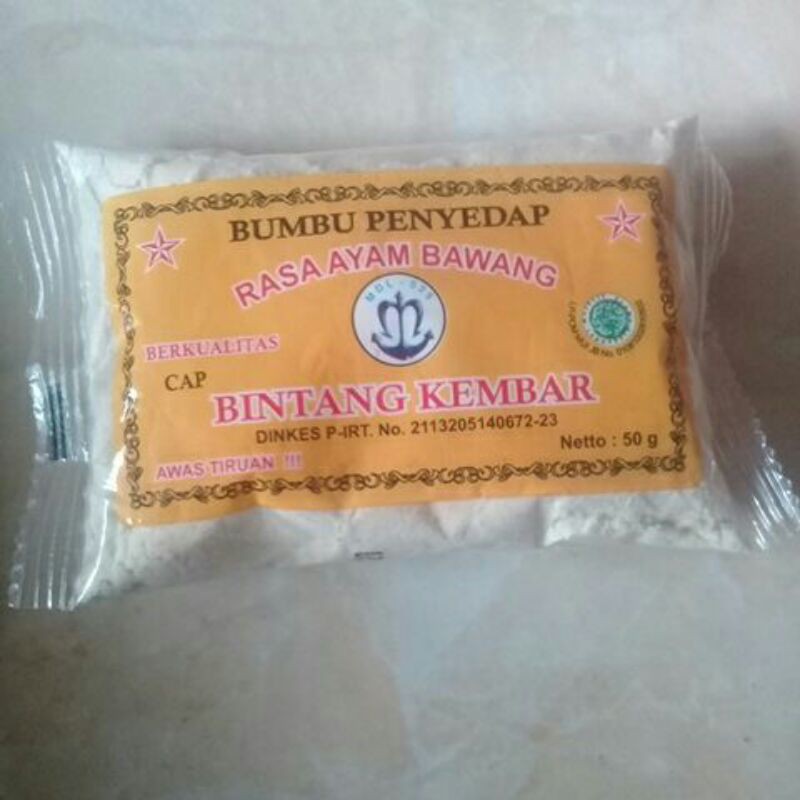 BUMBU PENYEDAP
RASA AYAM BAWANG
BERKUALITAS
CAP
BINTANG KEMBAR
DINKES P-IRT. No. 2113205140672-23
Netto : 50 g
AWAS TIRUAN !!!